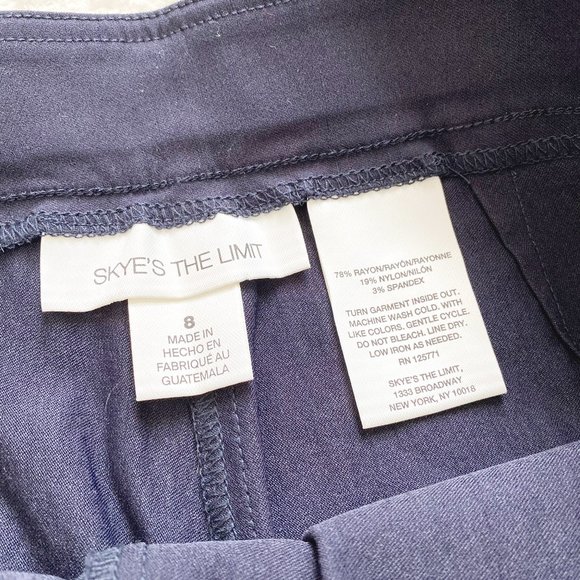 SKYE'S THE LIMIT
8
MADE IN
HECHO EN
FABRIQUÉ AU
GUATEMALA
78% RAYON/RAYÓN/RAYONNE
19% NYLON/NILÓN
3% SPANDEX
TURN GARMENT INSIDE OUT.
MACHINE WASH COLD. WITH
LIKE COLORS. GENTLE CYCLE.
DO NOT BLEACH. LINE DRY.
LOW IRON AS NEEDED.
RN 125771
SKYE'S THE LIMIT,
1333 BROADWAY
NEW YORK, NY 10018